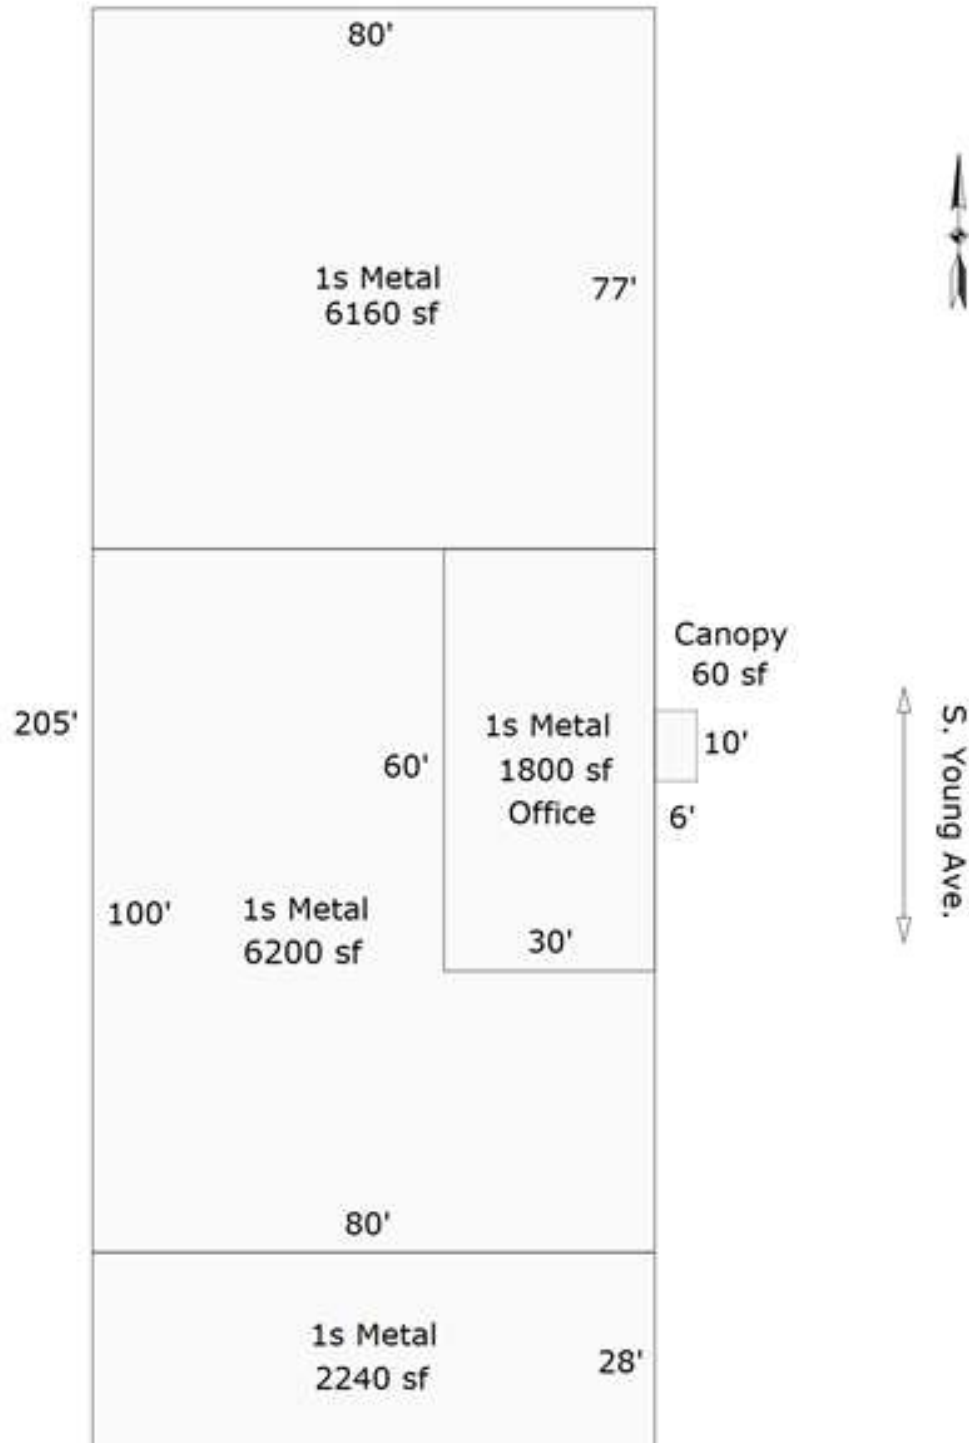 80'
1s Metal
6160 sf
77'
Canopy
60 sf
205'
1s Metal
1800 sf
Office
60'
10'
6'
S. Young Ave.
100'
1s Metal
6200 sf
30'
80'
1s Metal
2240 sf
28'